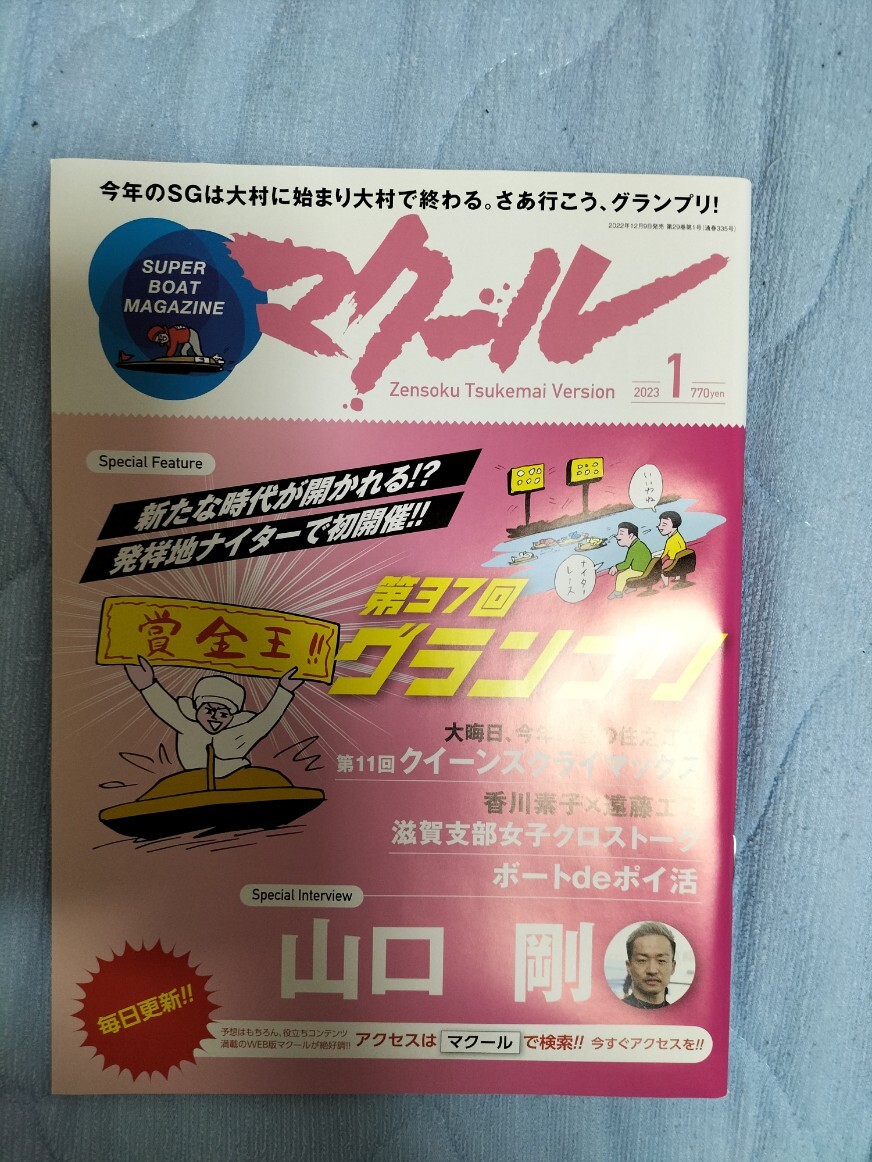 今年のSGは大村に始まり大村で終わる。さあ行こう、グランプリ!
2022年12月9日発売 第29巻第1号(通巻335号)
SUPER
BOAT
MAGAZINE
マクール
Zensoku Tsukemai Version
2023 1 770yen
Special Feature
新たな時代が開かれる!?
発祥地ナイターで初開催!!
いいわね
ナイター
レース
第37回
グランプリ
賞金王!!
大晦日、今年 の住之
第11回 クイーンズクライマックス
香川素子×遠藤エミ
滋賀支部女子クロストーク
ボートdeポイ活
Special Interview
山口 剛
毎日更新!!
予想はもちろん、役立ちコンテンツ
満載のWEB版マクールが絶好調!!
アクセスは マクール で検索!! 今すぐアクセスを!!